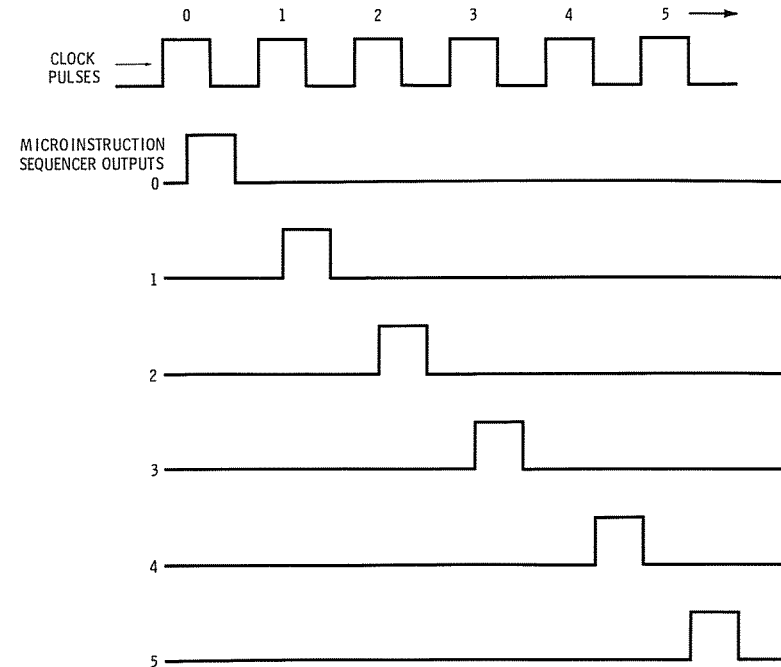 0 1 2 3 4 5
CLOCK
PULSES
MICROINSTRUCTION
SEQUENCER OUTPUTS
0
1
2
3
4
5